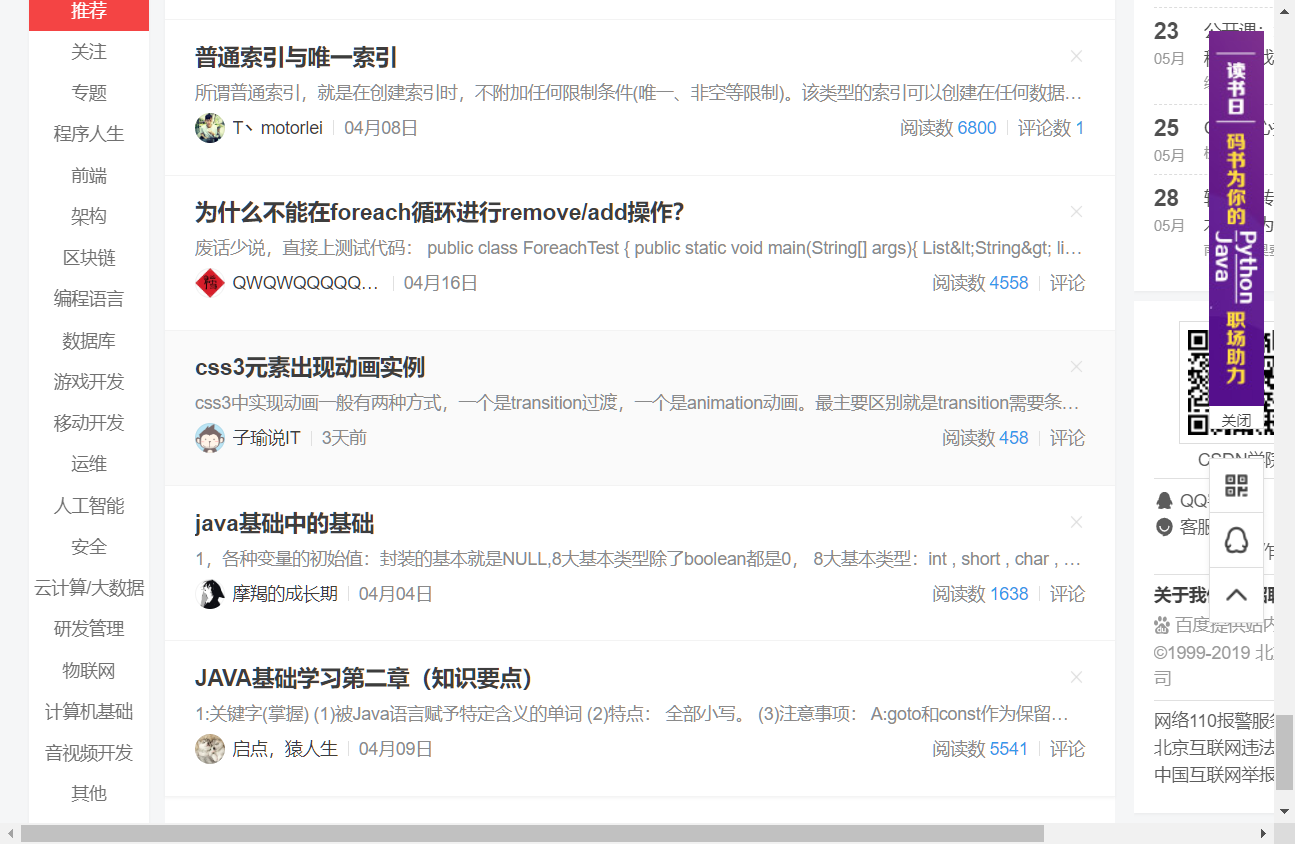 推荐
关注
专题
程序人生
前端
架构
区块链
编程语言
数据库
游戏开发
移动开发
运维
人工智能
安全
云计算/大数据
研发管理
物联网
计算机基础
音视频开发
其他
普通索引与唯一索引
所谓普通索引，就是在创建索引时，不附加任何限制条件(唯一、非空等限制)。该类型的索引可以创建在任何数据…
T丶motorlei 04月08日 阅读数 6800 评论数 1
为什么不能在foreach循环进行remove/add操作？
废话少说，直接上测试代码： public class ForeachTest { public static void main(String[] args){ List&lt;String&gt; li…
QWQWQQQQQ… 04月16日 阅读数 4558 评论
css3元素出现动画实例
css3中实现动画一般有两种方式，一个是transition过渡，一个是animation动画。最主要区别就是transition需要条…
子瑜说IT 3天前 阅读数 458 评论
java基础中的基础
1，各种变量的初始值：封装的基本就是NULL,8大基本类型除了boolean都是0， 8大基本类型：int , short , char , …
摩羯的成长期 04月04日 阅读数 1638 评论
JAVA基础学习第二章（知识要点）
1:关键字(掌握) (1)被Java语言赋予特定含义的单词 (2)特点： 全部小写。 (3)注意事项： A:goto和const作为保留…
启点，猿人生 04月09日 阅读数 5541 评论
23 公开课：
05月
25
05月
28
05月
读书日
码书为你的
Python
Java
职场助力
关闭
CSDN学院
QQ
客服
关于我
百度提供站内
©1999-2019 北
司
网络110报警服务
北京互联网违法
中国互联网举报